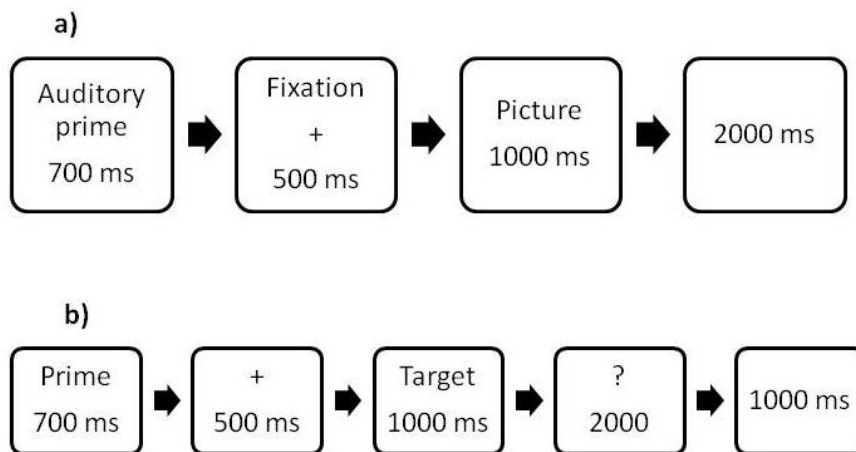 a)
Auditory
prime
700 ms
Fixation
+
500 ms
Picture
1000 ms
2000 ms
b)
Prime
700 ms
+
500 ms
Target
1000 ms
?
2000
1000 ms